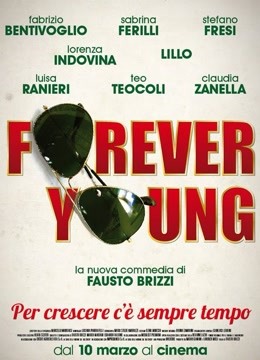 fabrizio BENTIVOGLIO
sabrina FERILLI
stefano FRESI
lorenza INDOVINA
LILLO
luisa RANIERI
teo TEOCOLI
claudia ZANELLA
FOREVER
YOUNG
la nuova commedia di
FAUSTO BRIZZI
Per crescere c'è sempre tempo
dal 10 marzo al cinema